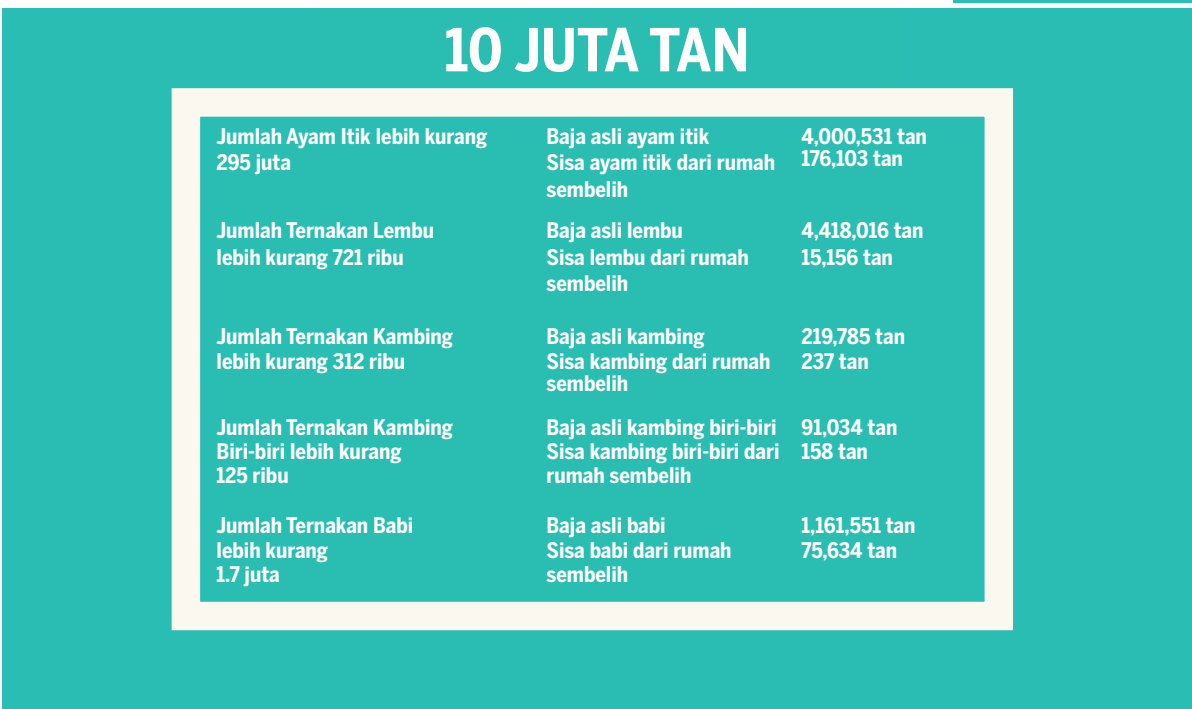 10 JUTA TAN
Jumlah Ayam Itik lebih kurang
295 juta
Baja asli ayam itik
Sisa ayam itik dari rumah
sembelih
4,000,531 tan
176,103 tan
Jumlah Ternakan Lembu
lebih kurang 721 ribu
Baja asli lembu
Sisa lembu dari rumah
sembelih
4,418,016 tan
15,156 tan
Jumlah Ternakan Kambing
lebih kurang 312 ribu
Baja asli kambing
Sisa kambing dari rumah
sembelih
219,785 tan
237 tan
Jumlah Ternakan Kambing
Biri-biri lebih kurang
125 ribu
Baja asli kambing biri-biri
Sisa kambing biri-biri dari
rumah sembelih
91,034 tan
158 tan
Jumlah Ternakan Babi
lebih kurang
1.7 juta
Baja asli babi
Sisa babi dari rumah
sembelih
1,161,551 tan
75,634 tan